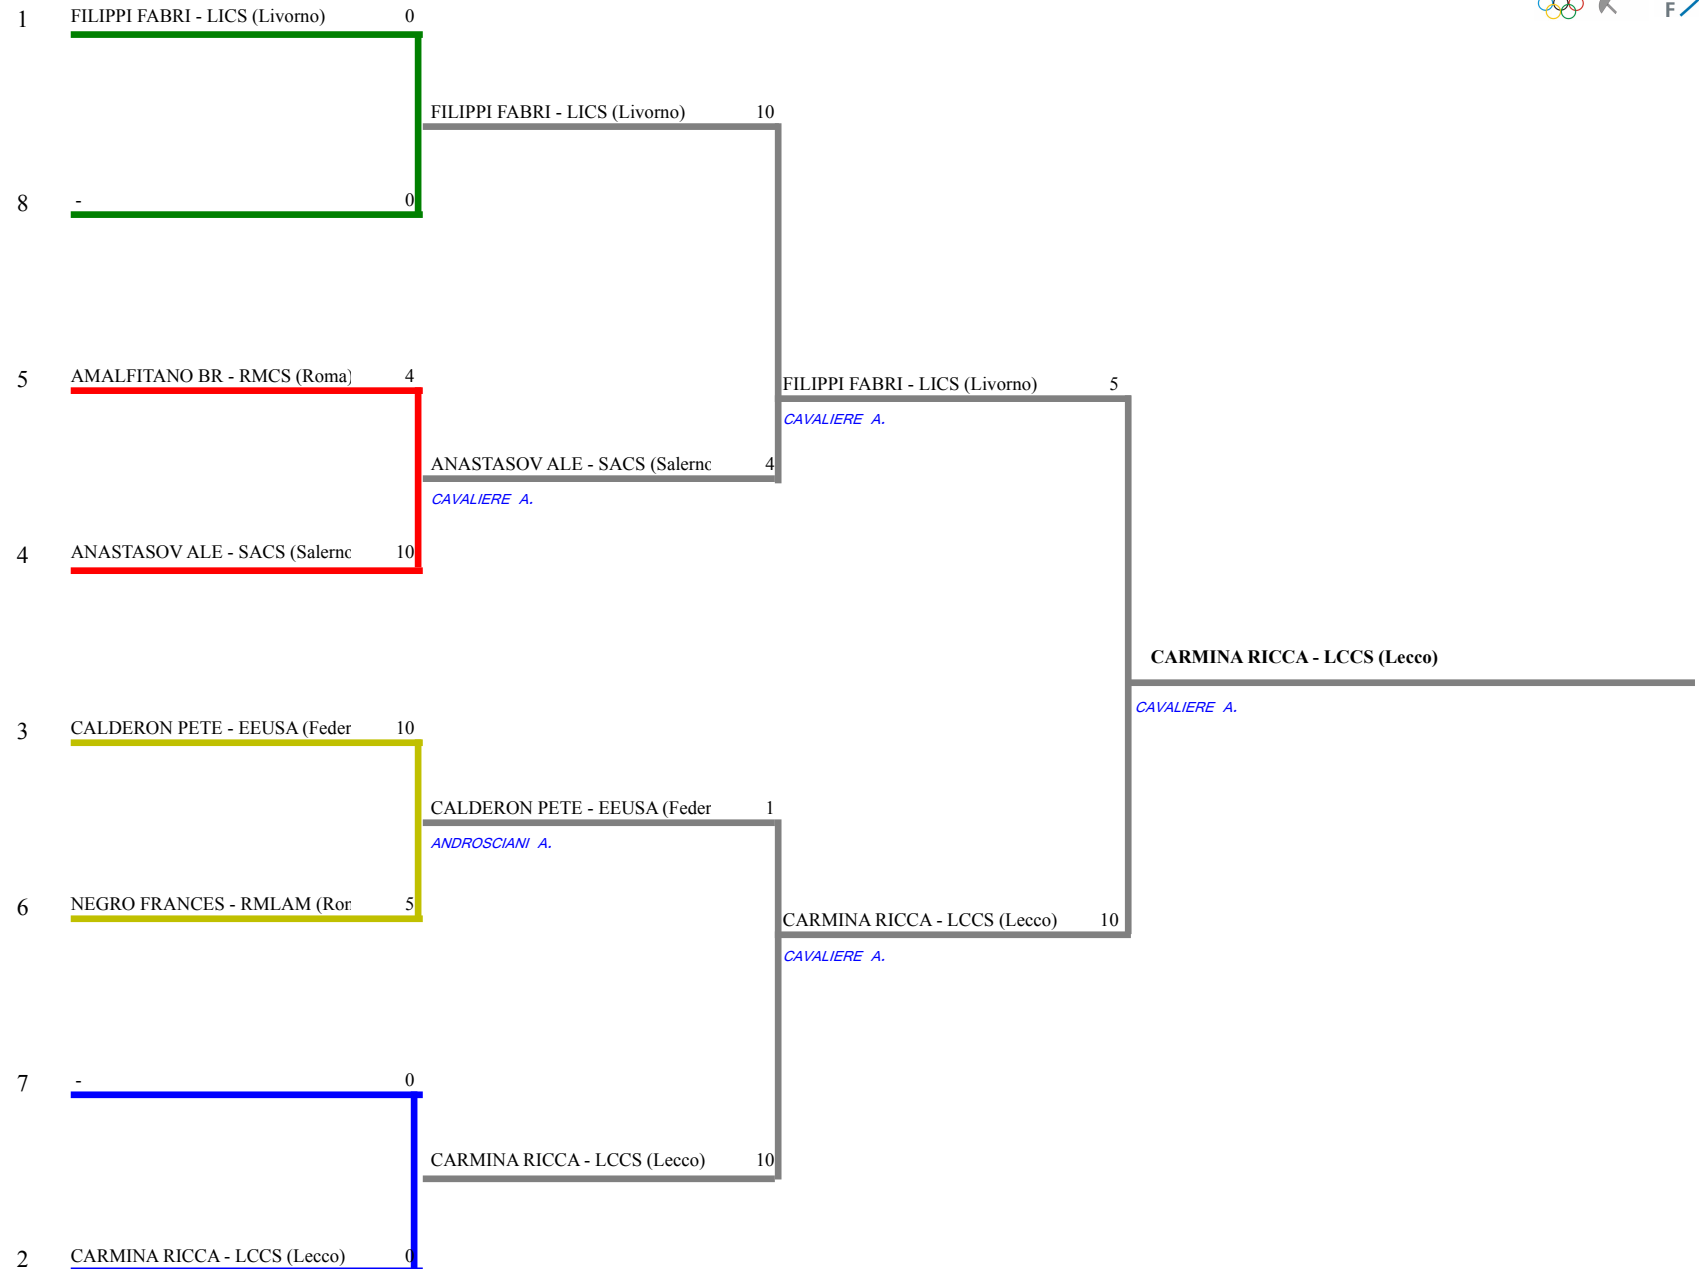 1 FILIPPI FABRI - LICS (Livorno) 0
F
FILIPPI FABRI - LICS (Livorno) 10
8 - 0
5 AMALFITANO BR - RMCS (Roma) 4
FILIPPI FABRI - LICS (Livorno) 5
CAVALIERE A.
ANASTASOV ALE - SACS (Salerno 4
CAVALIERE A.
4 ANASTASOV ALE - SACS (Salerno 10
CARMINA RICCA - LCCS (Lecco)
CAVALIERE A.
3 CALDERON PETE - EEUSA (Feder 10
CALDERON PETE - EEUSA (Feder 1
ANDROSCIANI A.
6 NEGRO FRANCES - RMLAM (Ror 5
CARMINA RICCA - LCCS (Lecco) 10
CAVALIERE A.
7 - 0
CARMINA RICCA - LCCS (Lecco) 10
2 CARMINA RICCA - LCCS (Lecco) 0